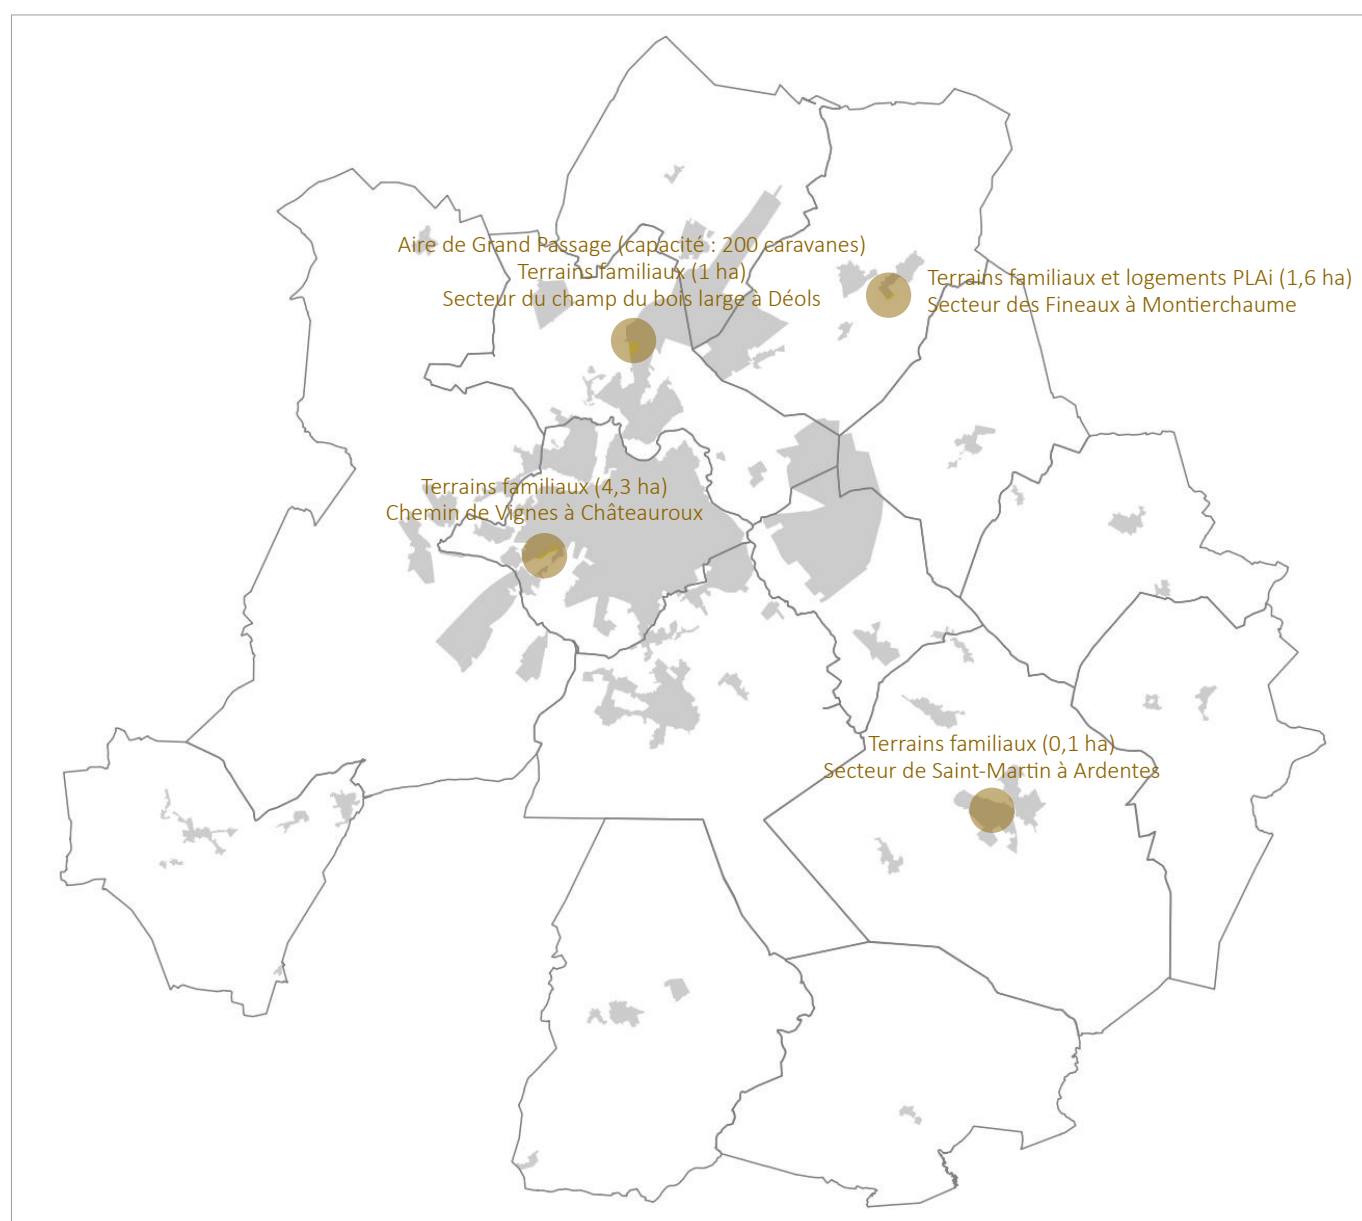 Aire de Grand Passage (capacité : 200 caravanes)
Terrains familiaux (1 ha)
Secteur du champ du bois large à Déols
Terrains familiaux et logements PLAi (1,6 ha)
Secteur des Fineaux à Montierchaume
Terrains familiaux (4,3 ha)
Chemin de Vignes à Châteauroux
Terrains familiaux (0,1 ha)
Secteur de Saint-Martin à Ardentes